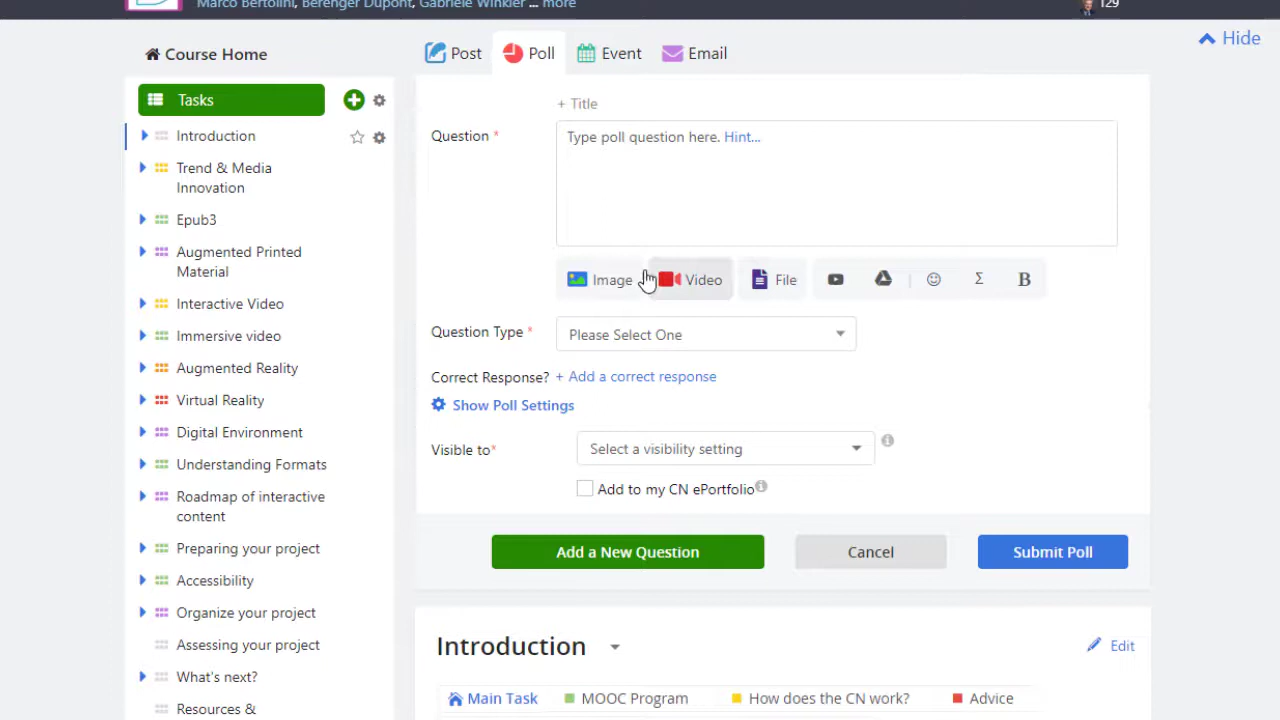 Marco Bertolini, Berenger Dupont, Gabriele Winkler ... more
129
Hide
Course Home
Post
Poll
Event
Email
Tasks
Introduction
Trend & Media
Innovation
Epub3
Augmented Printed
Material
Interactive Video
Immersive video
Augmented Reality
Virtual Reality
Digital Environment
Understanding Formats
Roadmap of interactive
content
Preparing your project
Accessibility
Organize your project
Assessing your project
What's next?
Resources &
+ Title
Question *
Type poll question here. Hint...
Image
Video
File
Σ
B
Question Type *
Please Select One
Correct Response? + Add a correct response
Show Poll Settings
Visible to*
Select a visibility setting
Add to my CN ePortfolio
Add a New Question
Cancel
Submit Poll
Introduction
Edit
Main Task
MOOC Program
How does the CN work?
Advice